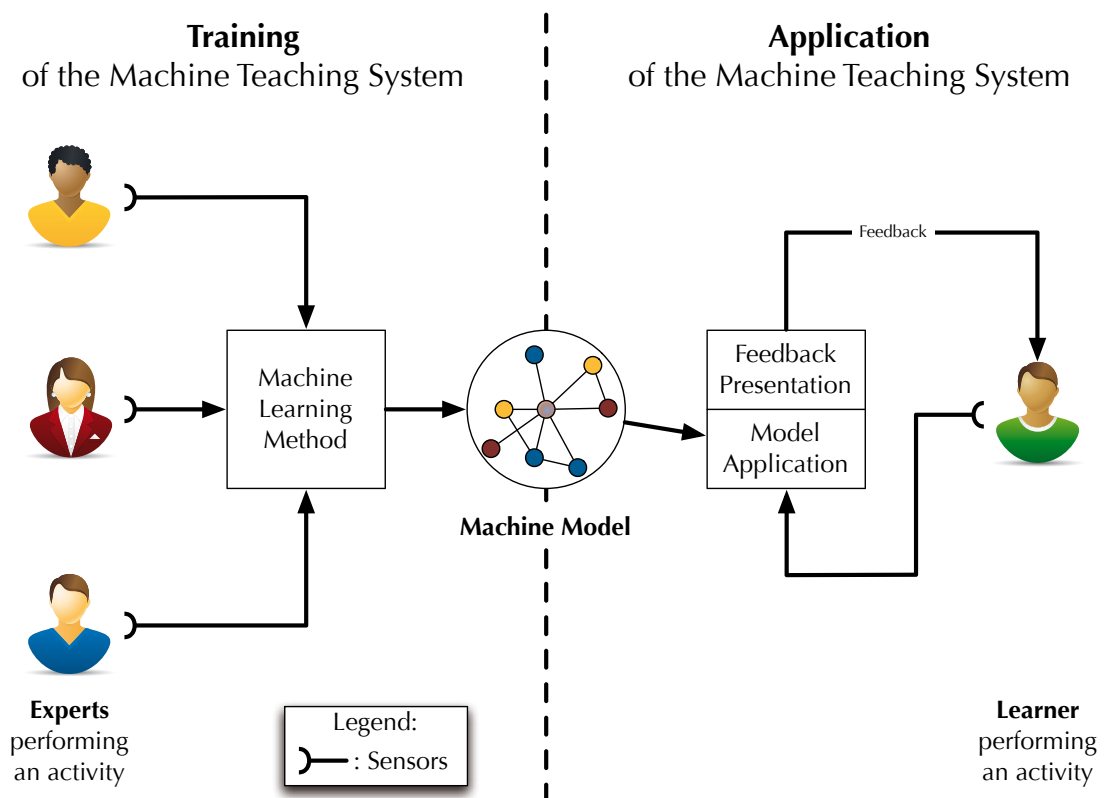 Training
of the Machine Teaching System
Application
of the Machine Teaching System
Feedback
Machine
Learning
Method
Feedback
Presentation
Model
Application
Machine Model
Experts
performing
an activity
Legend:
: Sensors
Learner
performing
an activity